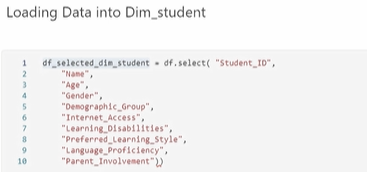 Loading Data into Dim_student
1 df_selected_dim_student = df.select( "Student_ID",
2 "Name",
3 "Age",
4 "Gender",
5 "Demographic_Group",
6 "Internet_Access",
7 "Learning_Disabilities",
8 "Preferred_Learning_Style",
9 "Language_Proficiency",
10 "Parent_Involvement"))